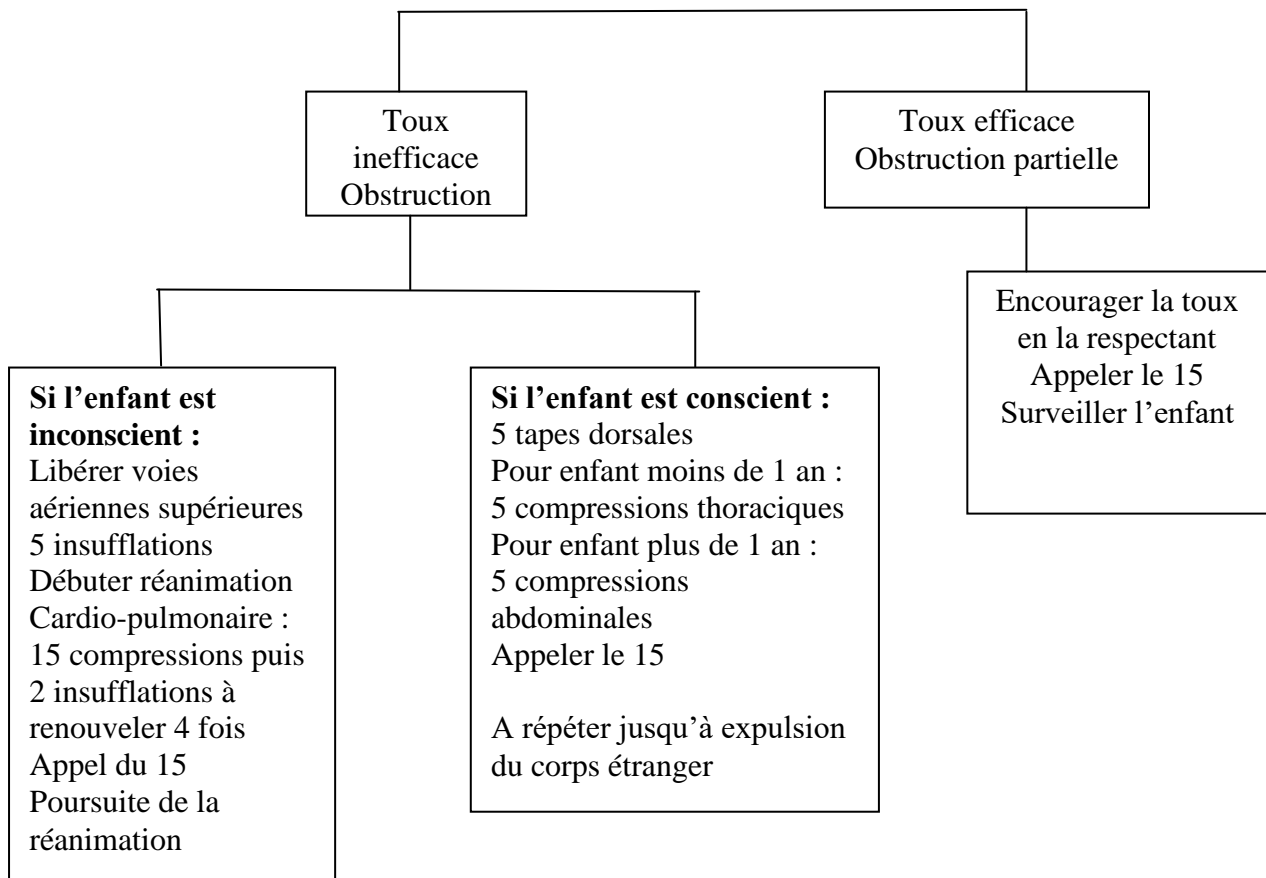 Toux
inefficace
Obstruction
Toux efficace
Obstruction partielle
Encourager la toux
en la respectant
Appeler le 15
Surveiller l’enfant
Si l’enfant est
inconscient :
Libérer voies
aériennes supérieures
5 insufflations
Débuter réanimation
Cardio-pulmonaire :
15 compressions puis
2 insufflations à
renouveler 4 fois
Appel du 15
Poursuite de la
réanimation
Si l’enfant est conscient :
5 tapes dorsales
Pour enfant moins de 1 an :
5 compressions thoraciques
Pour enfant plus de 1 an :
5 compressions
abdominales
Appeler le 15
A répéter jusqu’à expulsion
du corps étranger